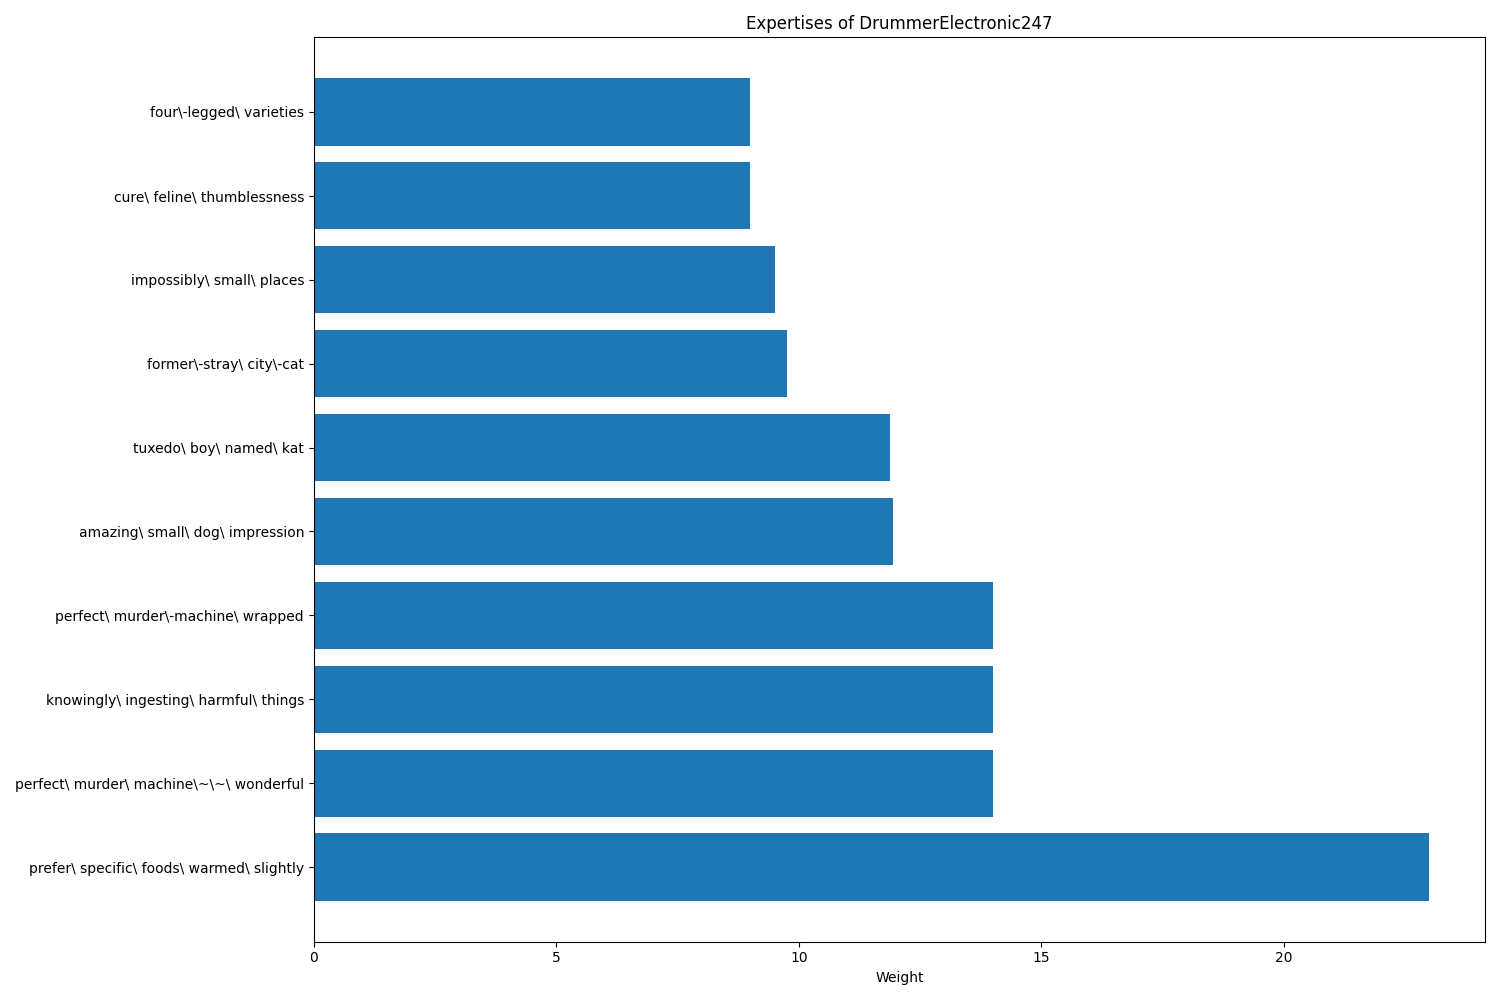 Expertises of DrummerElectronic247
four\-legged\ varieties
cure\ feline\ thumblessness
impossibly\ small\ places
former\-stray\ city\-cat
tuxedo\ boy\ named\ kat
amazing\ small\ dog\ impression
perfect\ murder\-machine\ wrapped
knowingly\ ingesting\ harmful\ things
perfect\ murder\ machine\~\~\ wonderful
prefer\ specific\ foods\ warmed\ slightly
0 5 10 15 20
Weight